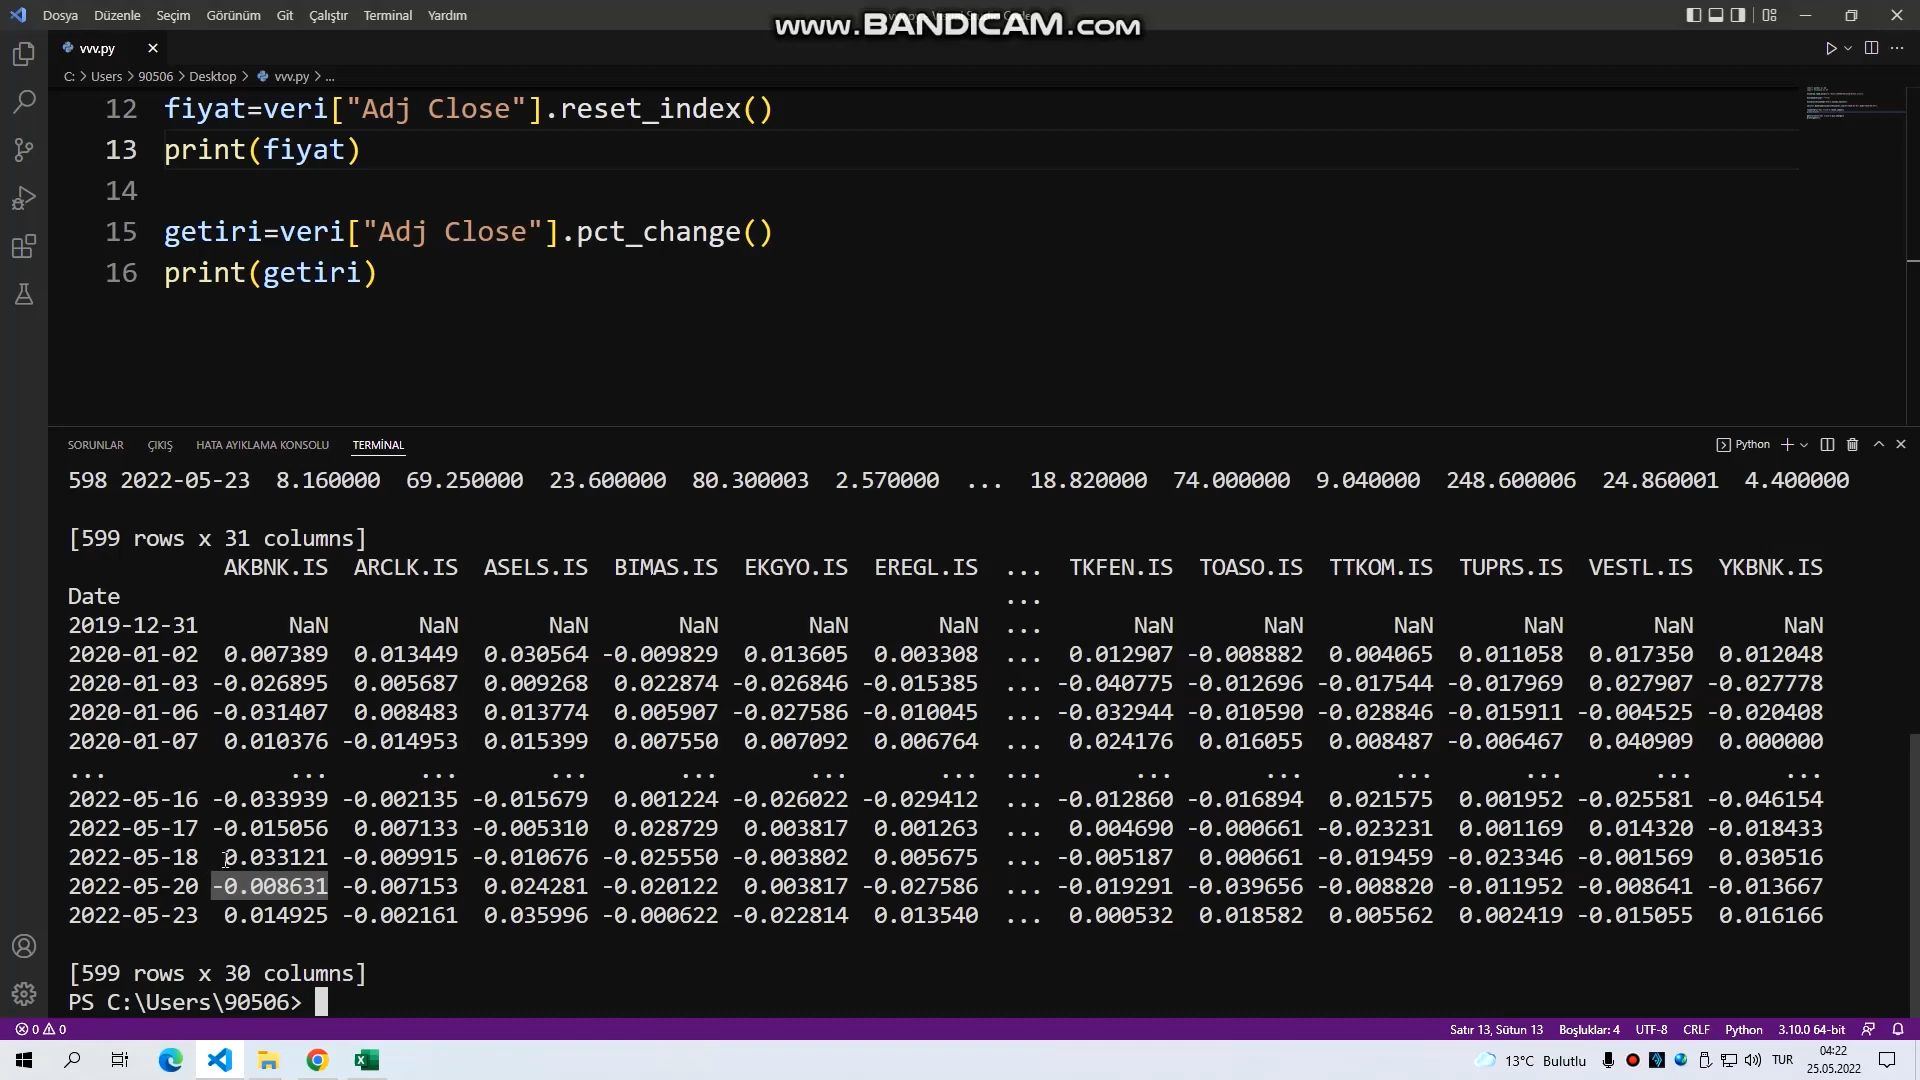 Dosya Düzenle Seçim Görünüm Git Çalıştır Terminal Yardım
www.BANDICAM.com
vvv.py
C: > Users > 90506 > Desktop > vvv.py > ...
12 fiyat=veri["Adj Close"].reset_index()
13 print(fiyat)
14
15 getiri=veri["Adj Close"].pct_change()
16 print(getiri)
SORUNLAR ÇIKIŞ HATA AYIKLAMA KONSOLU TERMİNAL Python
598 2022-05-23 8.160000 69.250000 23.600000 80.300003 2.570000 ... 18.820000 74.000000 9.040000 248.600006 24.860001 4.400000
[599 rows x 31 columns]
AKBNK.IS ARCLK.IS ASELS.IS BIMAS.IS EKGYO.IS EREGL.IS ... TKFEN.IS TOASO.IS TTKOM.IS TUPRS.IS VESTL.IS YKBNK.IS
Date ...
2019-12-31 NaN NaN NaN NaN NaN NaN ... NaN NaN NaN NaN NaN NaN
2020-01-02 0.007389 0.013449 0.030564 -0.009829 0.013605 0.003308 ... 0.012907 -0.008882 0.004065 0.011058 0.017350 0.012048
2020-01-03 -0.026895 0.005687 0.009268 0.022874 -0.026846 -0.015385 ... -0.040775 -0.012696 -0.017544 -0.017969 0.027907 -0.027778
2020-01-06 -0.031407 0.008483 0.013774 0.005907 -0.027586 -0.010045 ... -0.032944 -0.010590 -0.028846 -0.015911 -0.004525 -0.020408
2020-01-07 0.010376 -0.014953 0.015399 0.007550 0.007092 0.006764 ... 0.024176 0.016055 0.008487 -0.006467 0.040909 0.000000
... ... ... ... ... ... ... ... ... ... ... ... ... ...
2022-05-16 -0.033939 -0.002135 -0.015679 0.001224 -0.026022 -0.029412 ... -0.012860 -0.016894 0.021575 0.001952 -0.025581 -0.046154
2022-05-17 -0.015056 0.007133 -0.005310 0.028729 0.003817 0.001263 ... 0.004690 -0.000661 -0.023231 0.001169 0.014320 -0.018433
2022-05-18 0.033121 -0.009915 -0.010676 -0.025550 -0.003802 0.005675 ... -0.005187 0.000661 -0.019459 -0.023346 -0.001569 0.030516
2022-05-20 -0.008631 -0.007153 0.024281 -0.020122 0.003817 -0.027586 ... -0.019291 -0.039656 -0.008820 -0.011952 -0.008641 -0.013667
2022-05-23 0.014925 -0.002161 0.035996 -0.000622 -0.022814 0.013540 ... 0.000532 0.018582 0.005562 0.002419 -0.015055 0.016166
[599 rows x 30 columns]
PS C:\Users\90506>
0 0 Satır 13, Sütun 13 Boşluklar: 4 UTF-8 CRLF Python 3.10.0 64-bit
13°C Bulutlu TUR 04:22
25.05.2022